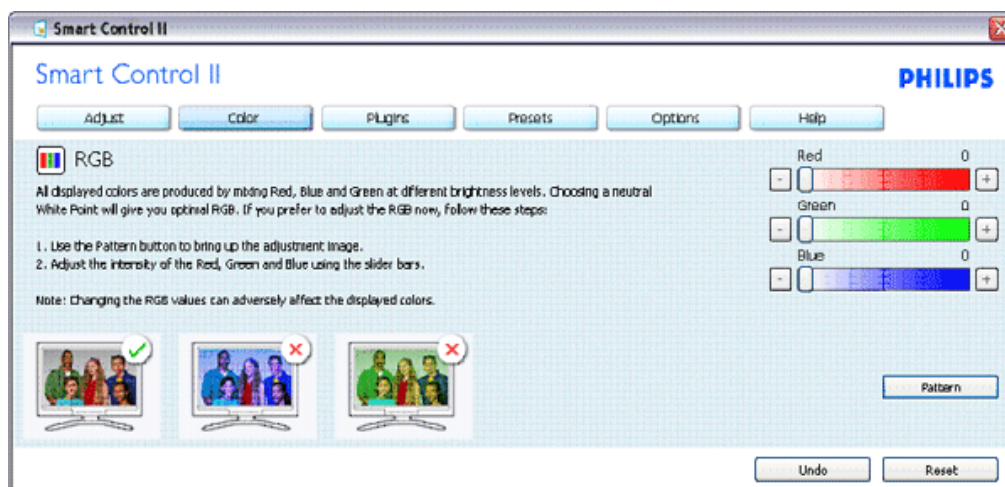 Smart Control II
Smart Control II
PHILIPS
Adjust Color Plugins Presets Options Help
RGB
All displayed colors are produced by mixing Red, Blue and Green at different brightness levels. Choosing a neutral
White Point will give you optimal RGB. If you prefer to adjust the RGB now, follow these steps:
1. Use the Pattern button to bring up the adjustment image.
2. Adjust the intensity of the Red, Green and Blue using the slider bars.
Note: Changing the RGB values can adversely affect the displayed colors.
Red 0
- +
Green 0
- +
Blue 0
- +
Pattern
Undo Reset